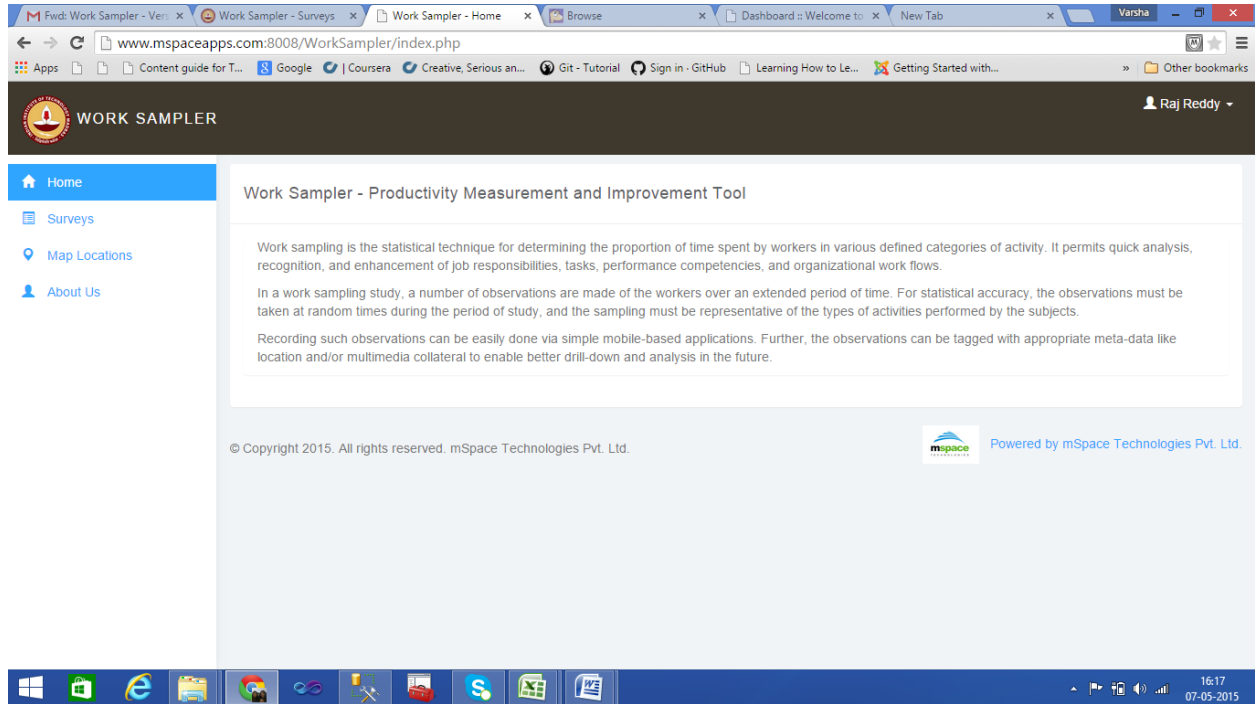 Fwd: Work Sampler - Vers
Work Sampler - Surveys
Work Sampler - Home
Browse
Dashboard :: Welcome to
New Tab
Varsha
www.mspaceapps.com:8008/WorkSampler/index.php
Apps
Content guide for T...
Google
| Coursera
Creative, Serious an...
Git - Tutorial
Sign in · GitHub
Learning How to Le...
Getting Started with...
»
Other bookmarks
WORK SAMPLER
Raj Reddy
Home
Surveys
Map Locations
About Us
Work Sampler - Productivity Measurement and Improvement Tool
Work sampling is the statistical technique for determining the proportion of time spent by workers in various defined categories of activity. It permits quick analysis,
recognition, and enhancement of job responsibilities, tasks, performance competencies, and organizational work flows.
In a work sampling study, a number of observations are made of the workers over an extended period of time. For statistical accuracy, the observations must be
taken at random times during the period of study, and the sampling must be representative of the types of activities performed by the subjects.
Recording such observations can be easily done via simple mobile-based applications. Further, the observations can be tagged with appropriate meta-data like
location and/or multimedia collateral to enable better drill-down and analysis in the future.
© Copyright 2015. All rights reserved. mSpace Technologies Pvt. Ltd.
mspace
TECHNOLOGIES
Powered by mSpace Technologies Pvt. Ltd.
16:17
07-05-2015